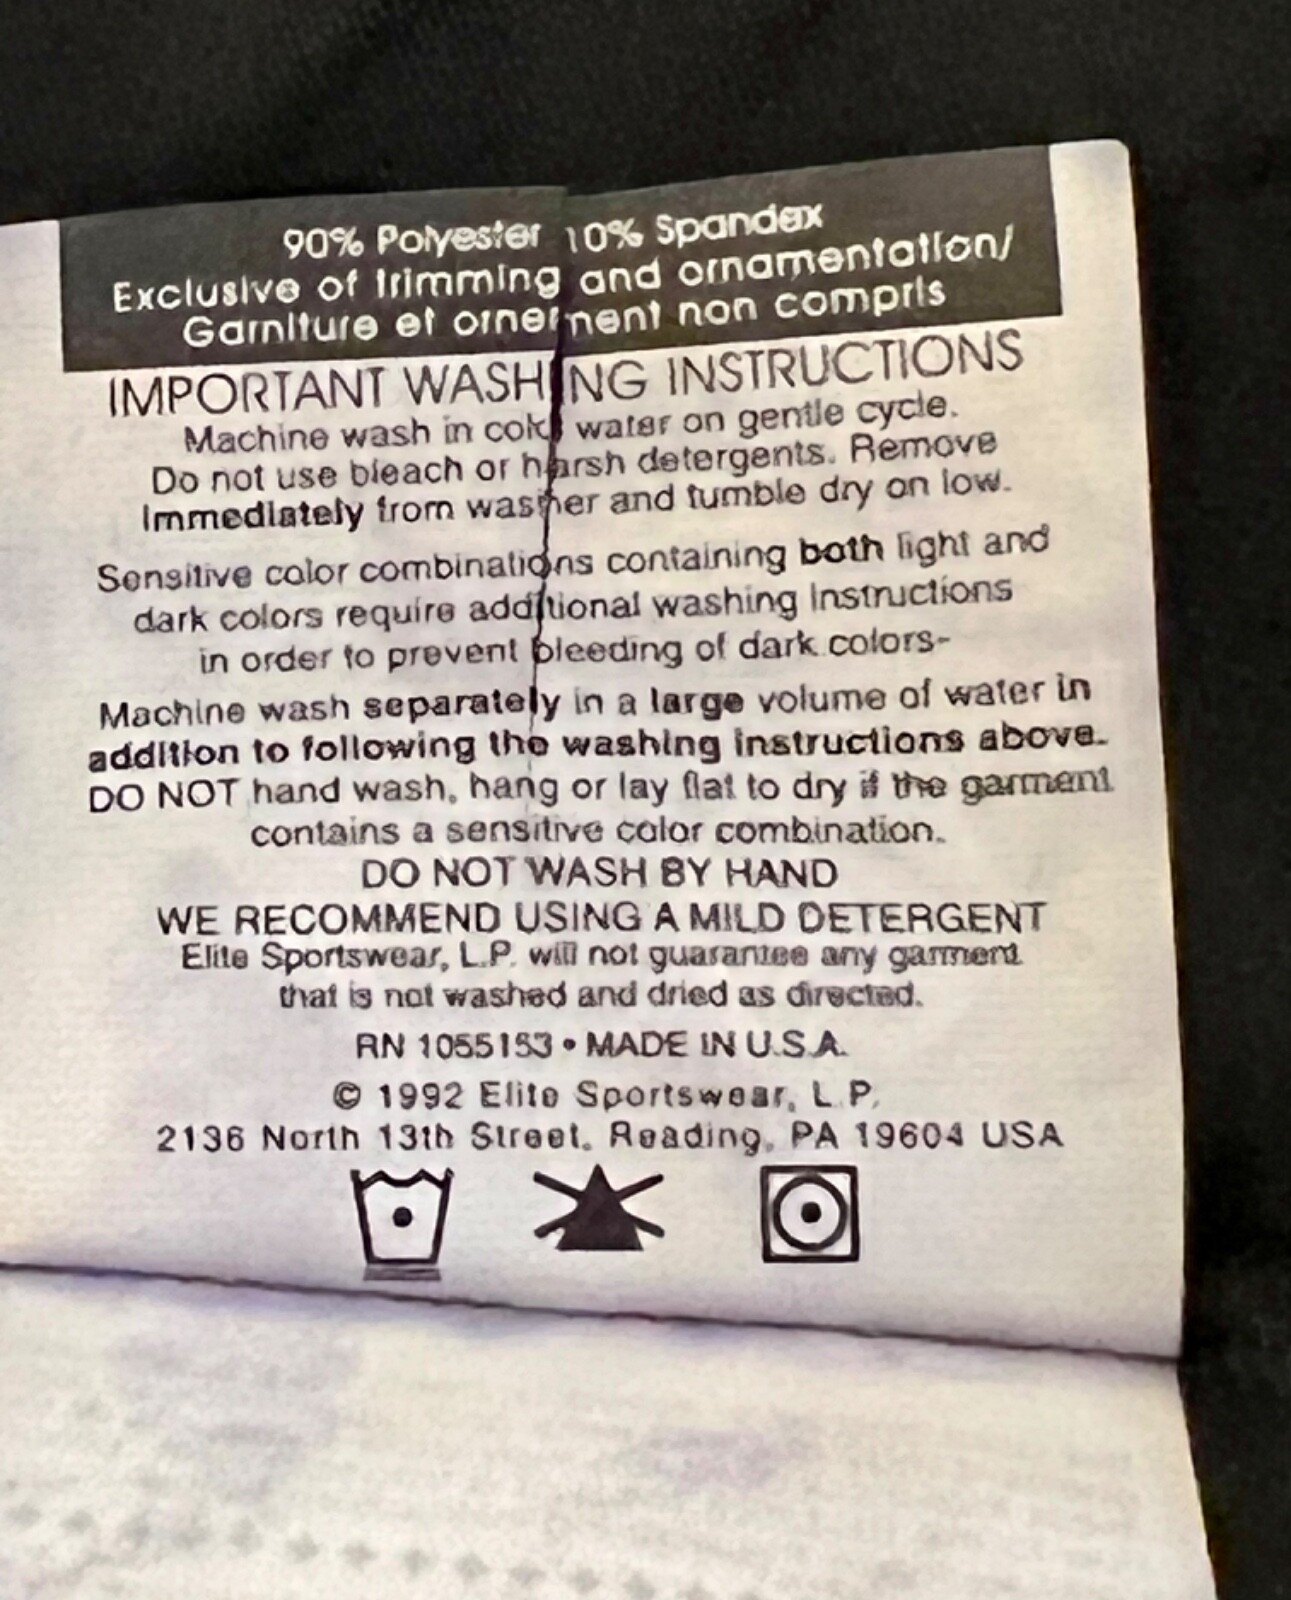 90% Polyester 10% Spandex
Exclusive of trimming and ornamentation/
Garniture et ornement non compris
IMPORTANT WASHING INSTRUCTIONS
Machine wash in cold water on gentle cycle.
Do not use bleach or harsh detergents. Remove
immediately from washer and tumble dry on low.
Sensitive color combinations containing both light and
dark colors require additional washing instructions
in order to prevent bleeding of dark colors-
Machine wash separately in a large volume of water in
addition to following the washing instructions above.
DO NOT hand wash, hang or lay flat to dry if the garment
contains a sensitive color combination.
DO NOT WASH BY HAND
WE RECOMMEND USING A MILD DETERGENT
Elite Sportswear, L.P. will not guarantee any garment
that is not washed and dried as directed.
RN 1055153 • MADE IN U.S.A.
© 1992 Elite Sportswear, L.P.
2136 North 13th Street, Reading, PA 19604 USA